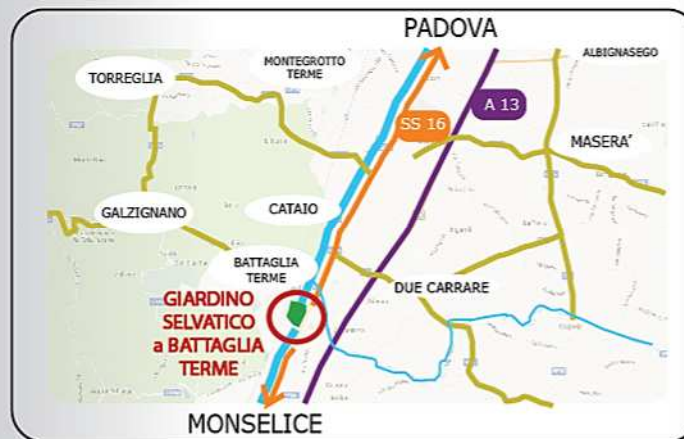 PADOVA
MONTEGROTTO
TERME
ALBIGNASEGO
TORREGLIA
A 13
SS 16
MASERA'
GALZIGNANO
CATAIO
BATTAGLIA
TERME
DUE CARRARE
GIARDINO
SELVATICO
a BATTAGLIA
TERME
MONSELICE